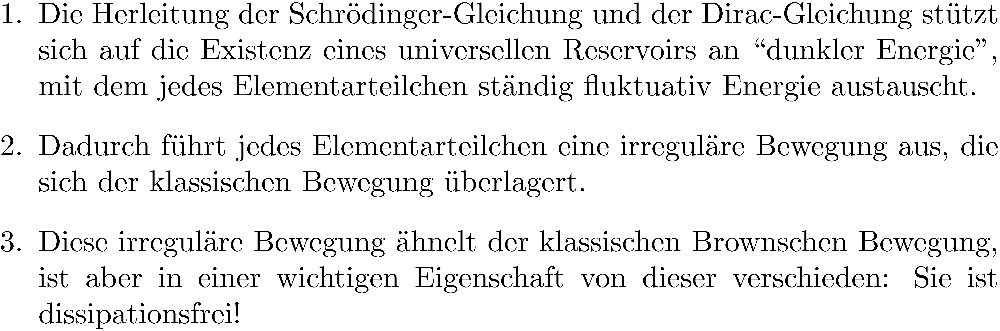 1. Die Herleitung der Schrödinger-Gleichung und der Dirac-Gleichung stützt
sich auf die Existenz eines universellen Reservoirs an “dunkler Energie”,
mit dem jedes Elementarteilchen ständig fluktuativ Energie austauscht.
2. Dadurch führt jedes Elementarteilchen eine irreguläre Bewegung aus, die
sich der klassischen Bewegung überlagert.
3. Diese irreguläre Bewegung ähnelt der klassischen Brownschen Bewegung,
ist aber in einer wichtigen Eigenschaft von dieser verschieden: Sie ist
dissipationsfrei!